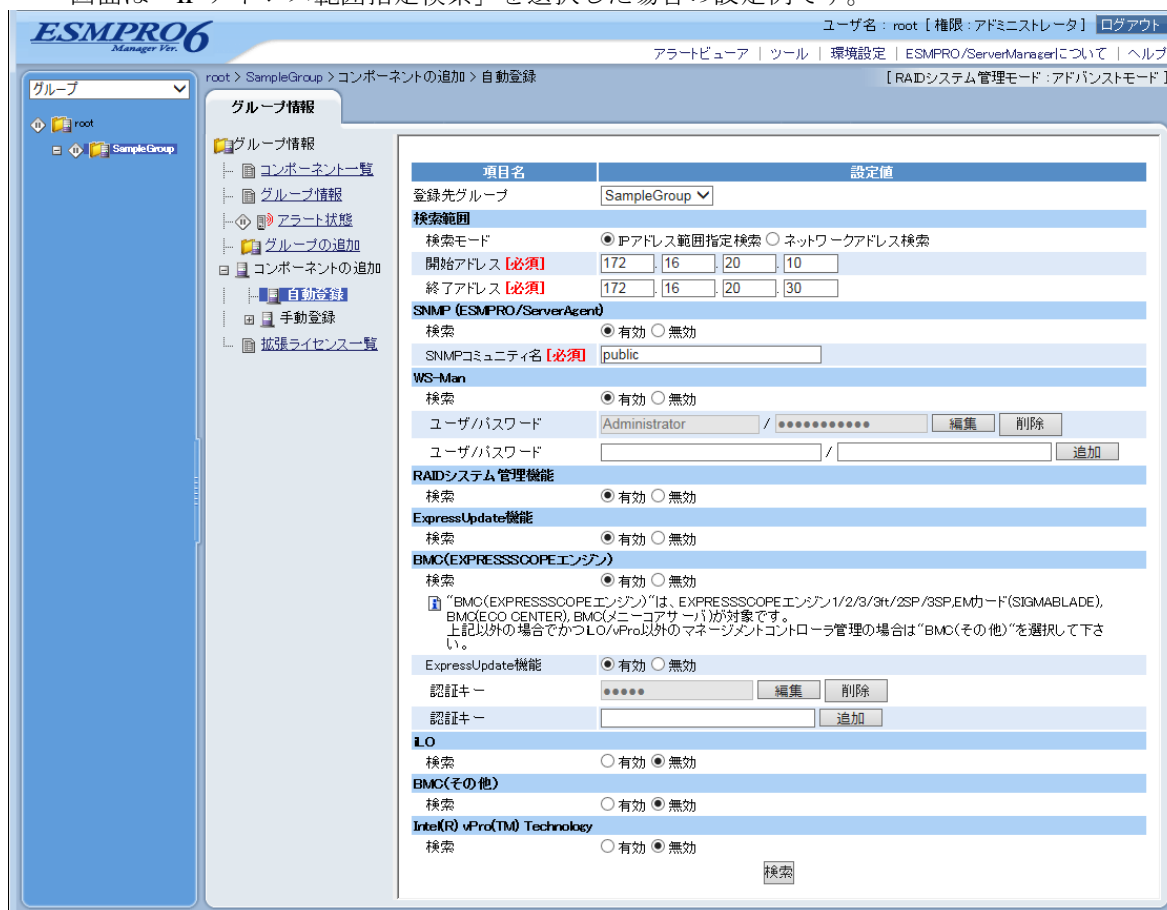 画面は「IPアドレス範囲指定検索」を選択した場合の設定例です。
ESMPRO6
Manager Ver.
ユーザ名 : root [ 権限 : アドミニストレータ ] ログアウト
アラートビューア | ツール | 環境設定 | ESMPRO/ServerManagerについて | ヘルプ
グループ
root
SampleGroup
root > SampleGroup > コンポーネントの追加 > 自動登録
[ RAIDシステム管理モード : アドバンストモード ]
グループ情報
グループ情報
コンポーネント一覧
グループ情報
アラート状態
グループの追加
コンポーネントの追加
自動登録
手動登録
拡張ライセンス一覧
項目名 設定値
登録先グループ SampleGroup
検索範囲
検索モード IPアドレス範囲指定検索 ネットワークアドレス検索
開始アドレス [必須] 172 . 16 . 20 . 10
終了アドレス [必須] 172 . 16 . 20 . 30
SNMP (ESMPRO/ServerAgent)
検索 有効 無効
SNMPコミュニティ名 [必須] public
WS-Man
検索 有効 無効
ユーザ/パスワード Administrator / ●●●●●●●●●●● 編集 削除
ユーザ/パスワード / 追加
RAIDシステム管理機能
検索 有効 無効
ExpressUpdate機能
検索 有効 無効
BMC(EXPRESSSCOPEエンジン)
検索 有効 無効
“BMC(EXPRESSSCOPEエンジン)“は、EXPRESSSCOPEエンジン1/2/3/3ft/2SP/3SP,EMカード(SIGMABLADE),
BMC(ECO CENTER), BMC(メニーコアサーバ)が対象です。
上記以外の場合でかつLO/vPro以外のマネージメントコントローラ管理の場合は“BMC(その他)“を選択して下さ
い。
ExpressUpdate機能 有効 無効
認証キー ●●●●● 編集 削除
認証キー 追加
iLO
検索 有効 無効
BMC(その他)
検索 有効 無効
Intel(R) vPro(TM) Technology
検索 有効 無効
検索